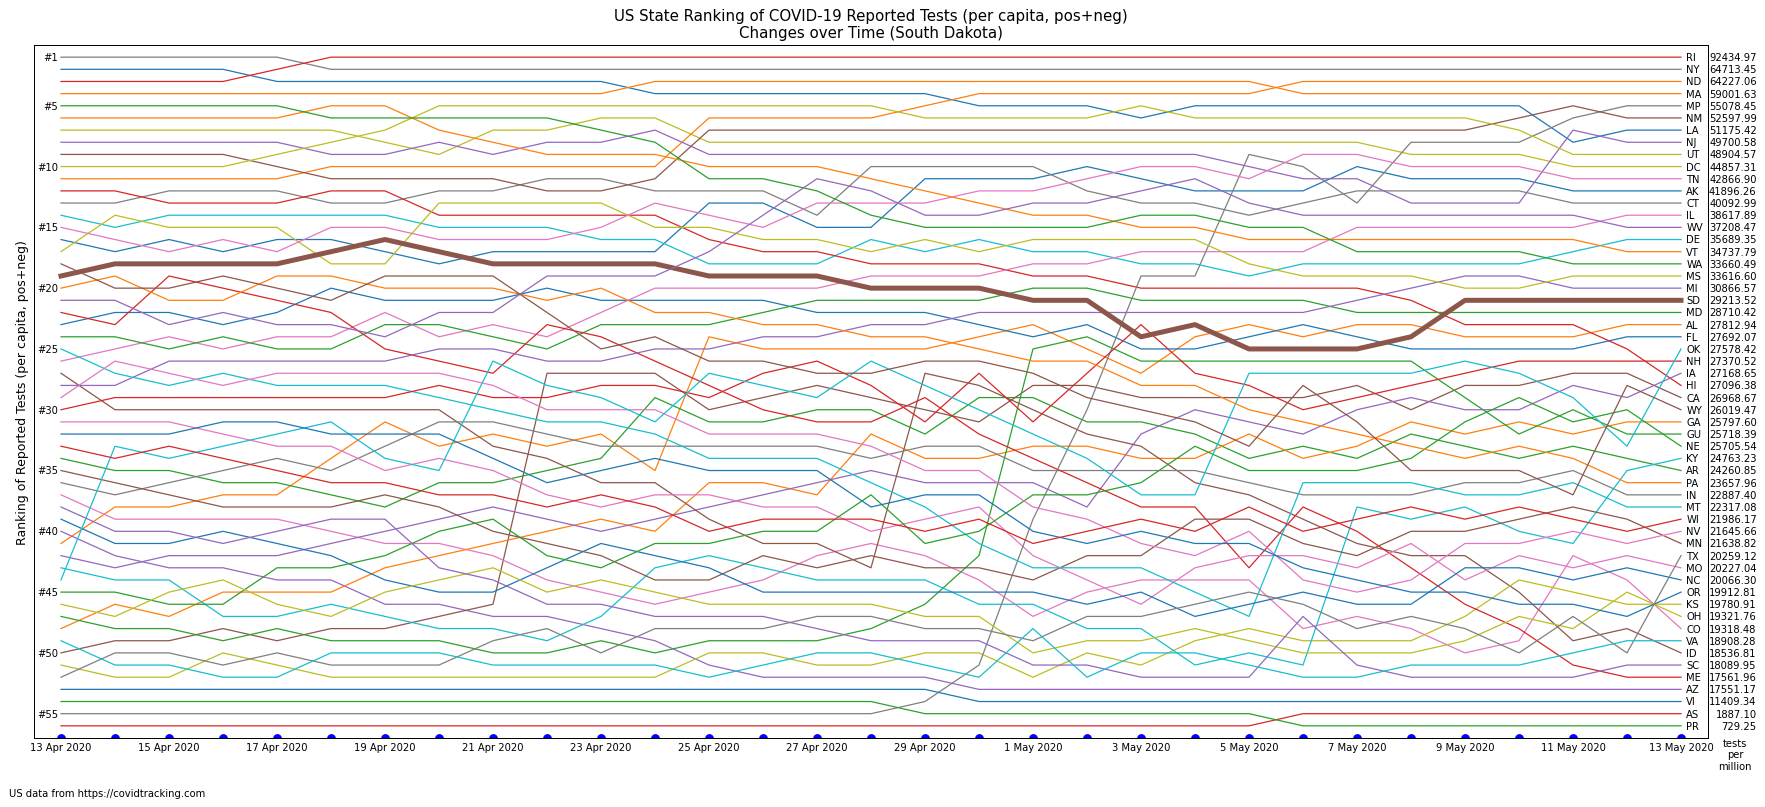 US State Ranking of COVID-19 Reported Tests (per capita, pos+neg)
Changes over Time (South Dakota)
Ranking of Reported Tests (per capita, pos+neg)
#1
#5
#10
#15
#20
#25
#30
#35
#40
#45
#50
#55
RI 92434.97
NY 64713.45
ND 64227.06
MA 59001.63
MP 55078.45
NM 52597.99
LA 51175.42
NJ 49700.58
UT 48904.57
DC 44857.31
TN 42866.90
AK 41896.26
CT 40092.99
IL 38617.89
WV 37208.47
DE 35689.35
VT 34737.79
WA 33660.49
MS 33616.60
MI 30866.57
SD 29213.52
MD 28710.42
AL 27812.94
FL 27692.07
OK 27578.42
NH 27370.52
IA 27168.65
HI 27096.38
CA 26968.67
WY 26019.47
GA 25797.60
GU 25718.39
NE 25705.54
KY 24763.23
AR 24260.85
PA 23657.96
IN 22887.40
MT 22317.08
WI 21986.17
NV 21645.66
MN 21638.82
TX 20259.12
MO 20227.04
NC 20066.30
OR 19912.81
KS 19780.91
OH 19321.76
CO 19318.48
VA 18908.28
ID 18536.81
SC 18089.95
ME 17561.96
AZ 17551.17
VI 11409.34
AS 1887.10
PR 729.25
13 Apr 2020 15 Apr 2020 17 Apr 2020 19 Apr 2020 21 Apr 2020 23 Apr 2020 25 Apr 2020 27 Apr 2020 29 Apr 2020 1 May 2020 3 May 2020 5 May 2020 7 May 2020 9 May 2020 11 May 2020 13 May 2020
tests
per
million
US data from https://covidtracking.com